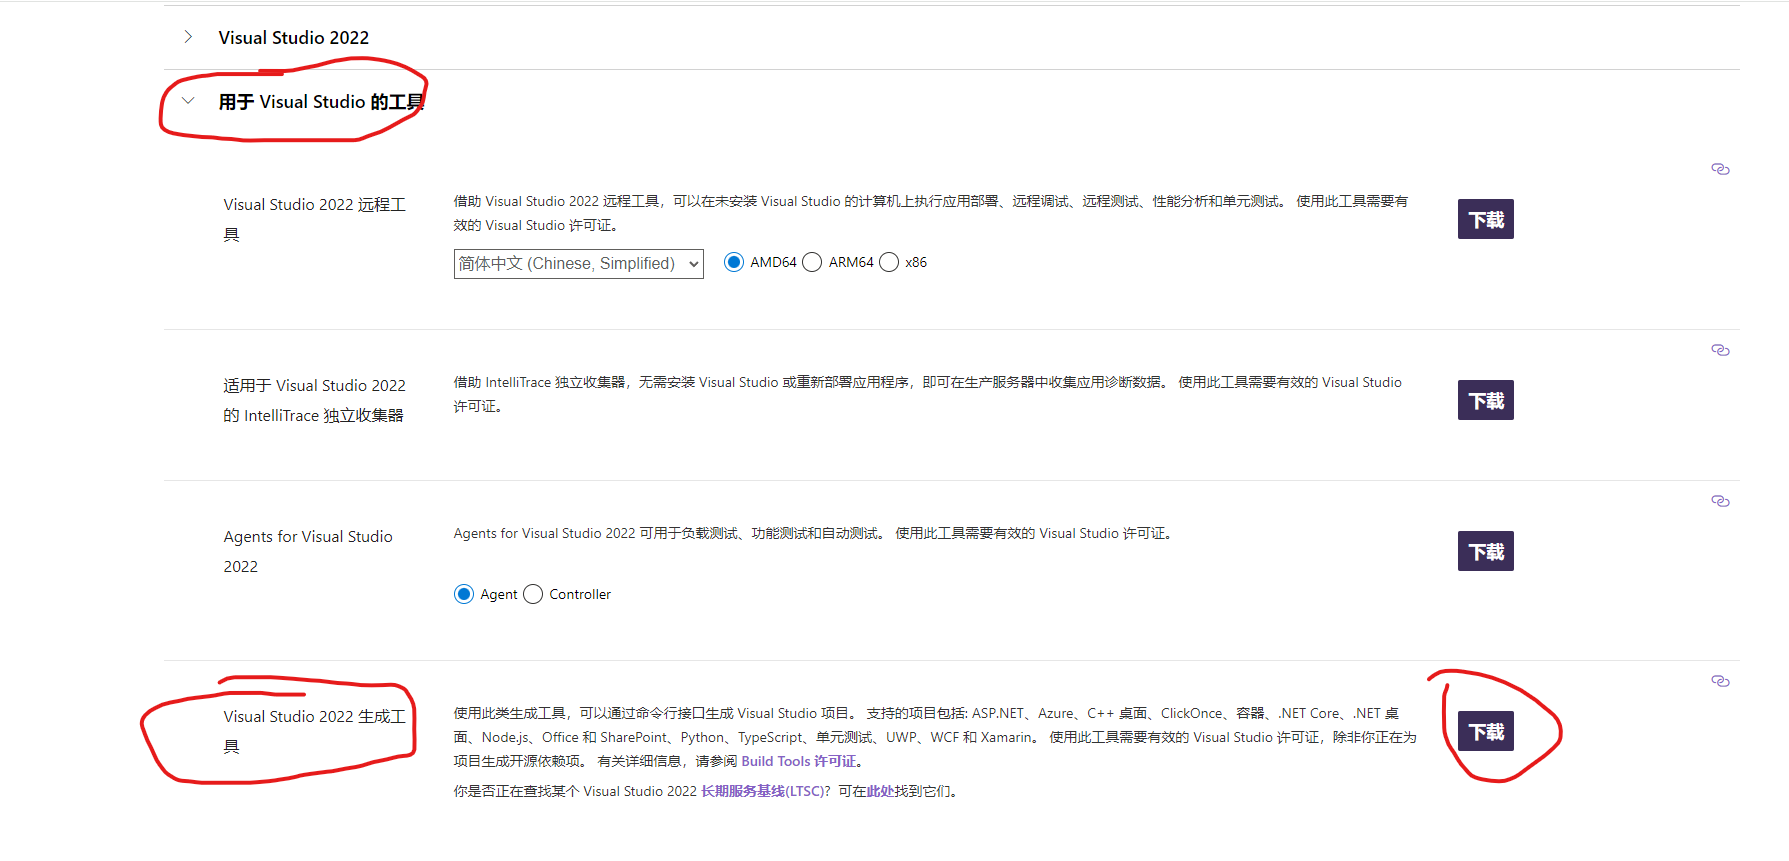 Visual Studio 2022
用于 Visual Studio 的工具
Visual Studio 2022 远程工
具
借助 Visual Studio 2022 远程工具，可以在未安装 Visual Studio 的计算机上执行应用部署、远程调试、远程测试、性能分析和单元测试。 使用此工具需要有
效的 Visual Studio 许可证。
简体中文 (Chinese, Simplified)
AMD64 ARM64 x86
下载
适用于 Visual Studio 2022
的 IntelliTrace 独立收集器
借助 IntelliTrace 独立收集器，无需安装 Visual Studio 或重新部署应用程序，即可在生产服务器中收集应用诊断数据。 使用此工具需要有效的 Visual Studio
许可证。
下载
Agents for Visual Studio
2022
Agents for Visual Studio 2022 可用于负载测试、功能测试和自动测试。 使用此工具需要有效的 Visual Studio 许可证。
Agent Controller
下载
Visual Studio 2022 生成工
具
使用此类生成工具，可以通过命令行接口生成 Visual Studio 项目。 支持的项目包括: ASP.NET、Azure、C++ 桌面、ClickOnce、容器、.NET Core、.NET 桌
面、Node.js、Office 和 SharePoint、Python、TypeScript、单元测试、UWP、WCF 和 Xamarin。 使用此工具需要有效的 Visual Studio 许可证，除非你正在为
项目生成开源依赖项。 有关详细信息，请参阅 Build Tools 许可证。
你是否正在查找某个 Visual Studio 2022 长期服务基线(LTSC)？可在此处找到它们。
下载